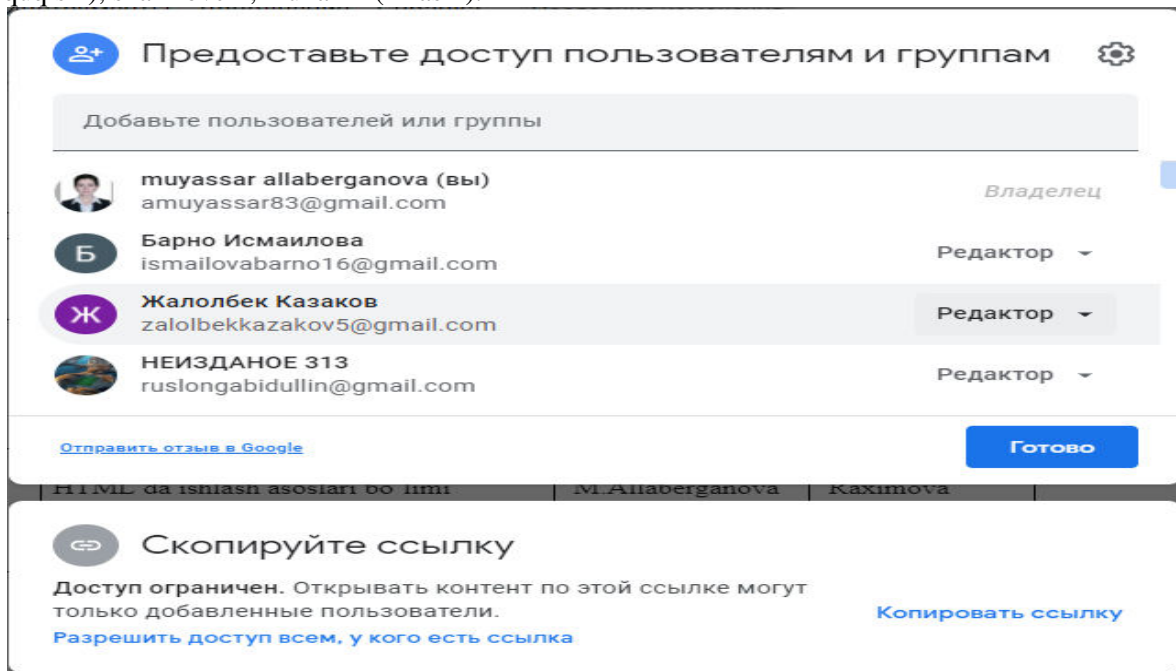 Предоставьте доступ пользователям и группам
Добавьте пользователей или группы
muyassar allaberganova (вы)
amuyassar83@gmail.com
Владелец
Барно Исмаилова
ismailovabarno16@gmail.com
Редактор
Ж
Жалолбек Казаков
zalolbekkazakov5@gmail.com
Редактор
Б
НЕИЗДАНОЕ 313
ruslongabidullin@gmail.com
Редактор
Отправить отзыв в Google
Готово
HTML da ishlash asoslari bo limi M.Allaberganova Raximova
Скопируйте ссылку
Доступ ограничен. Открывать контент по этой ссылке могут
только добавленные пользователи.
Копировать ссылку
Разрешить доступ всем, у кого есть ссылка